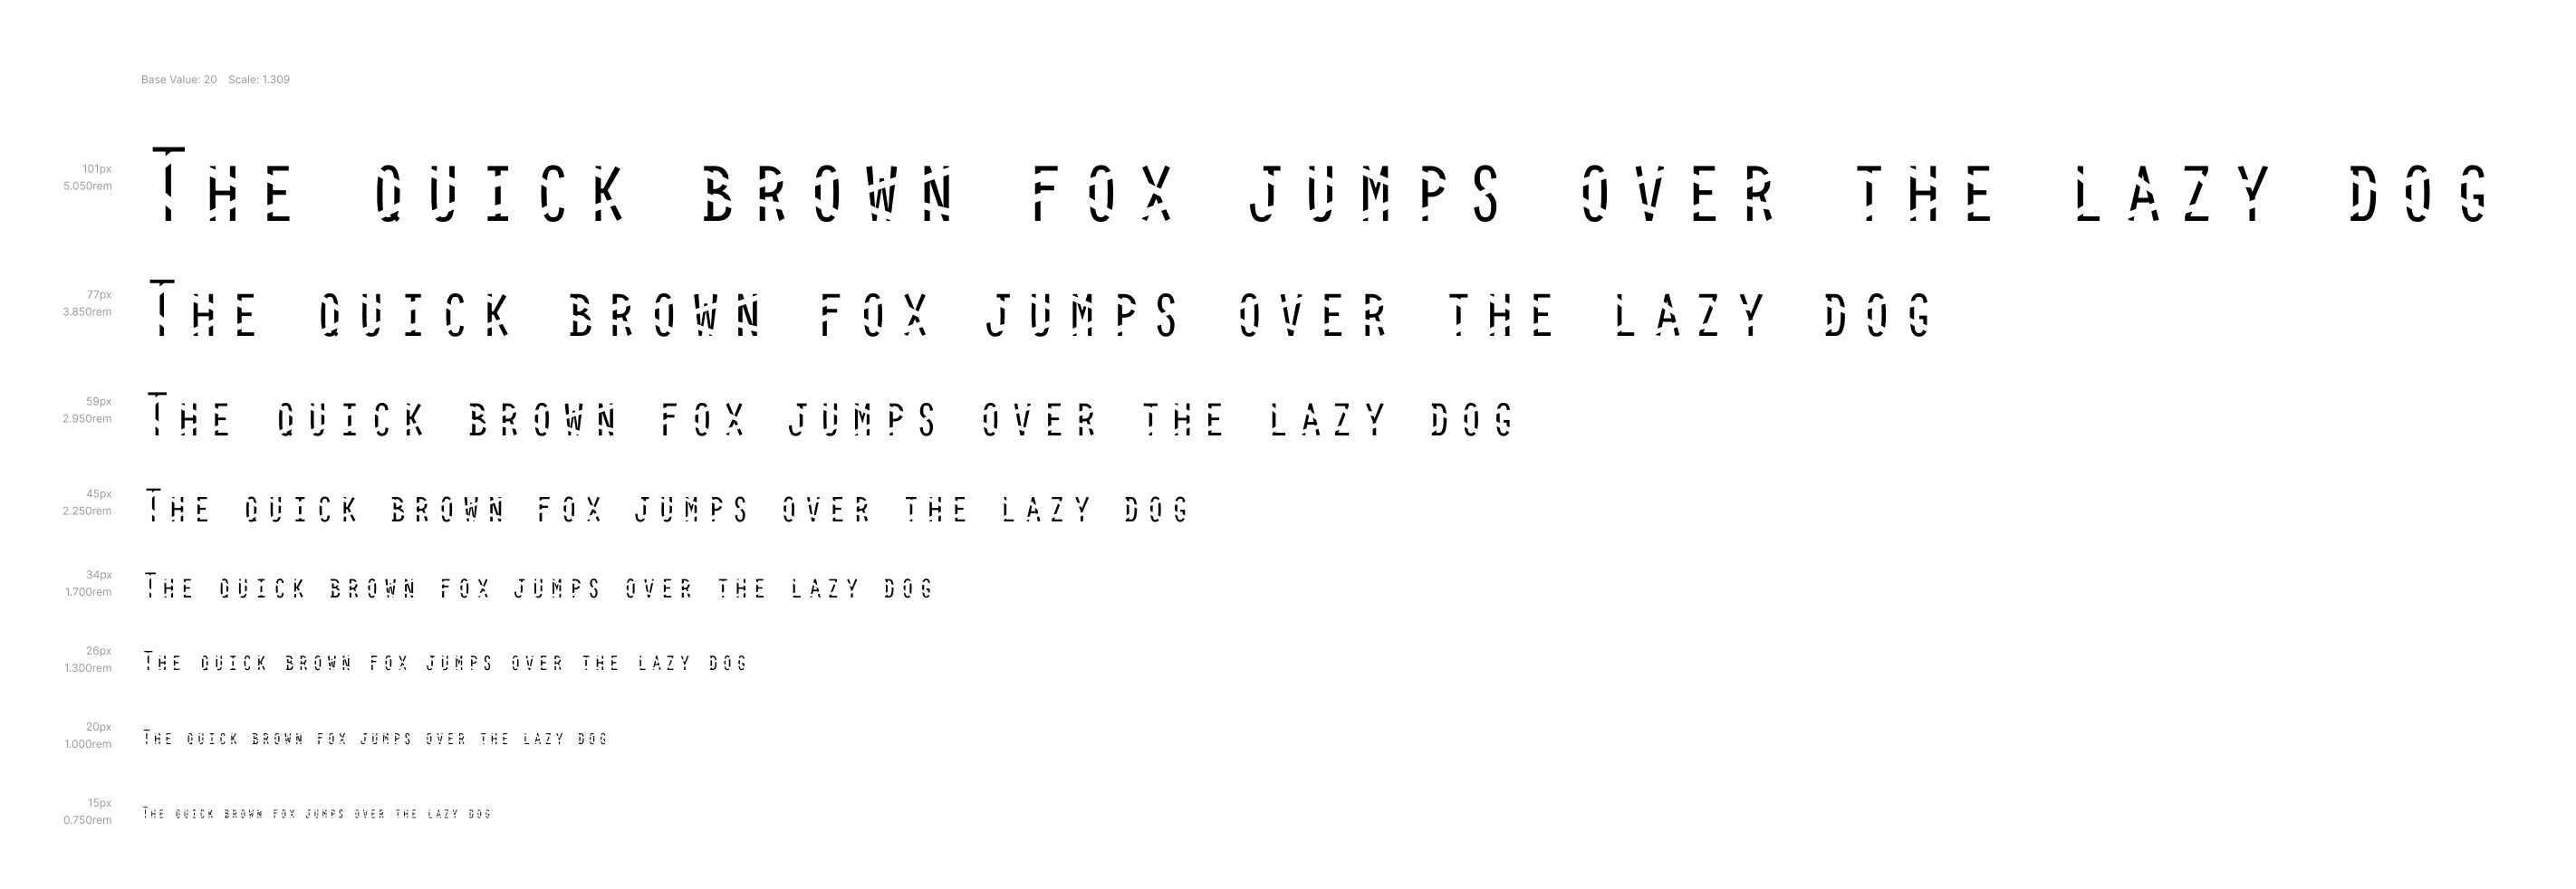 Base Value: 20 Scale: 1.309
101px
5.050rem
The quick brown fox jumps over the lazy dog
77px
3.850rem
The quick brown fox jumps over the lazy dog
59px
2.950rem
The quick brown fox jumps over the lazy dog
45px
2.250rem
The quick brown fox jumps over the lazy dog
34px
1.700rem
The quick brown fox jumps over the lazy dog
26px
1.300rem
The quick brown fox jumps over the lazy dog
20px
1.000rem
The quick brown fox jumps over the lazy dog
15px
0.750rem
The quick brown fox jumps over the lazy dog